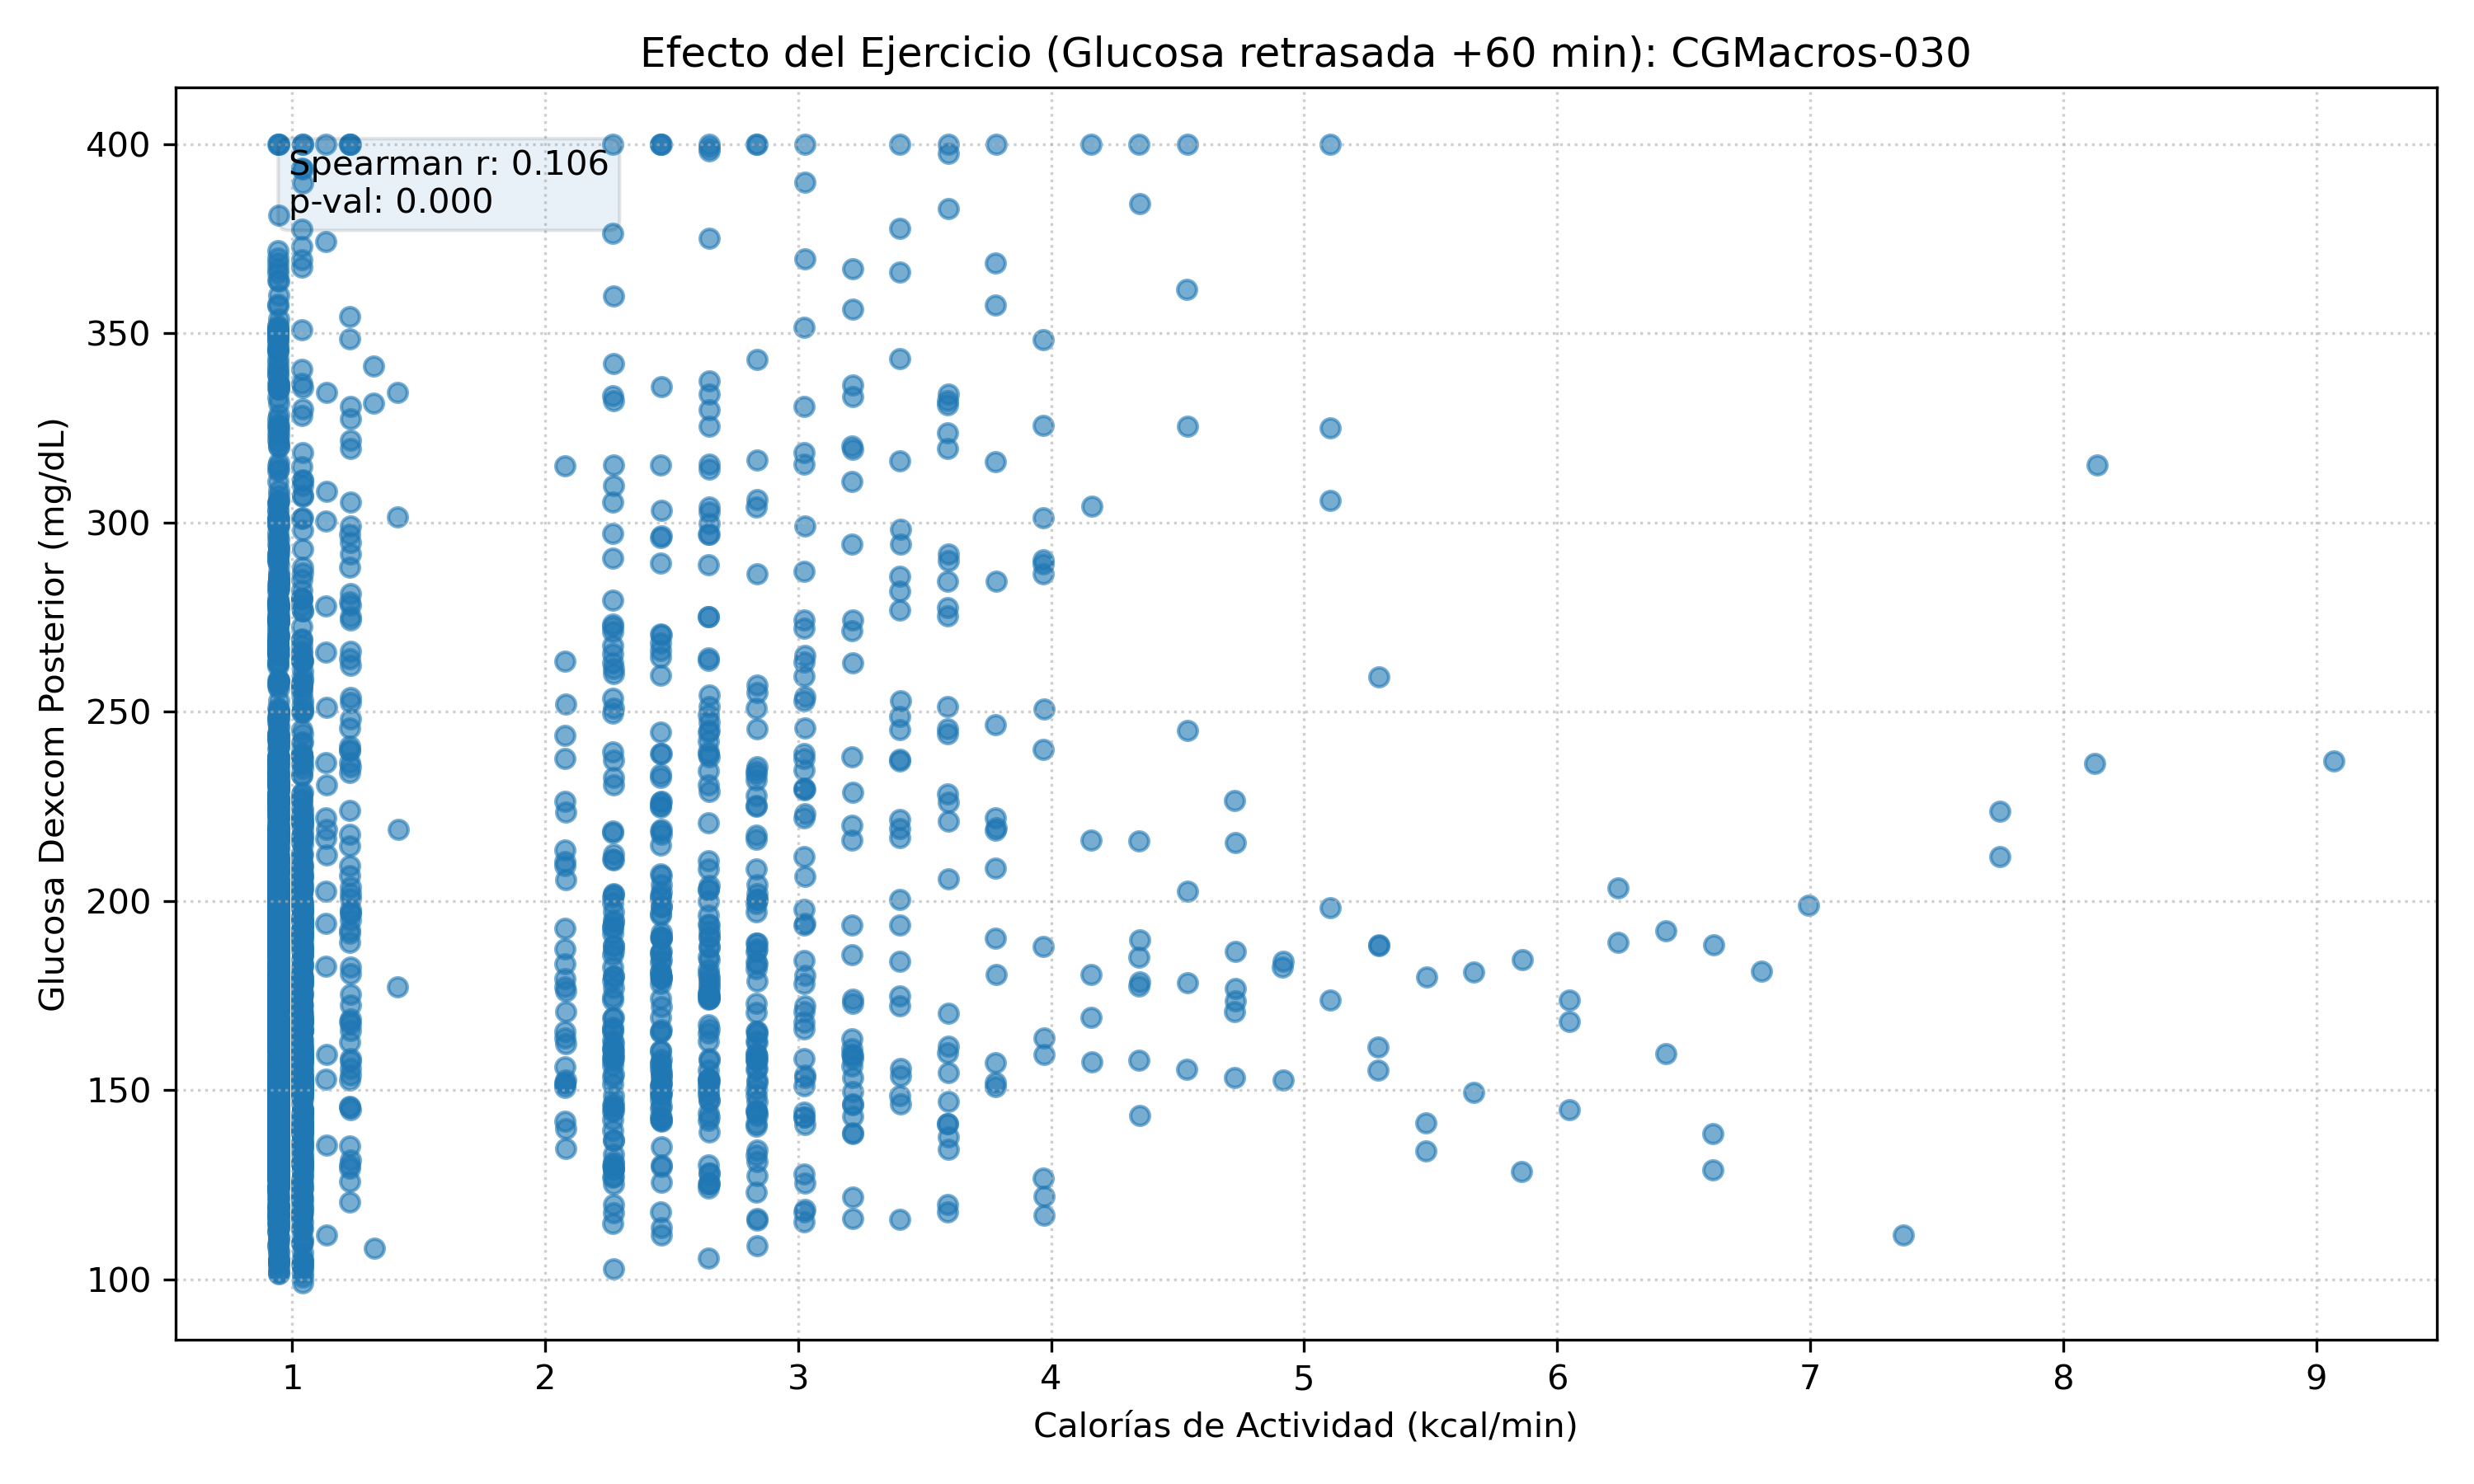 Efecto del Ejercicio (Glucosa retrasada +60 min): CGMacros-030
Spearman r: 0.106
p-val: 0.000
Glucosa Dexcom Posterior (mg/dL)
400
350
300
250
200
150
100
1 2 3 4 5 6 7 8 9
Calorías de Actividad (kcal/min)